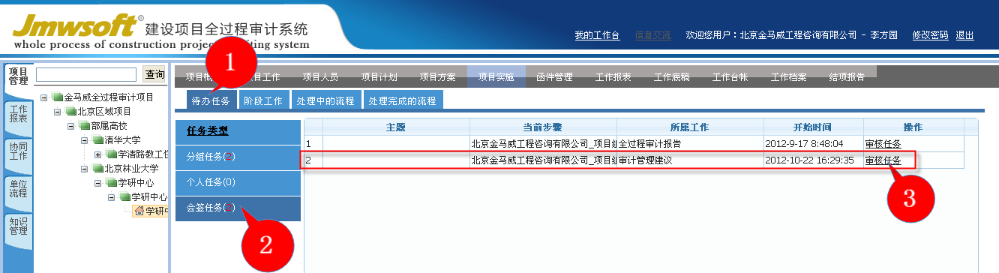 Jmwsoft® 建设项目全过程审计系统
whole process of construction project auditing system
我的工作台 信息交流 欢迎您用户：北京金马威工程咨询有限公司 - 李方园 修改密码 退出
项目管理
工作报表
协同工作
单位流程
知识管理
查询
金马威全过程审计项目
北京区域项目
部属高校
清华大学
学渚路教工住
北京林业大学
学研中心
学研中心
学研中
项目 项目工作 项目人员 项目计划 项目方案 项目实施 函件管理 工作报表 工作底稿 工作台帐 工作档案 结项报告
1
待办任务 阶段工作 处理中的流程 处理完成的流程
任务类型
分组任务(2)
个人任务(0)
会签任务(2)
2
主题 当前步骤 所属工作 开始时间 操作
1 北京金马威工程咨询有限公司_项目组 全过程审计报告 2012-9-17 8:48:04 审核任务
2 北京金马威工程咨询有限公司_项目组 审计管理建议 2012-10-22 16:29:35 审核任务
3